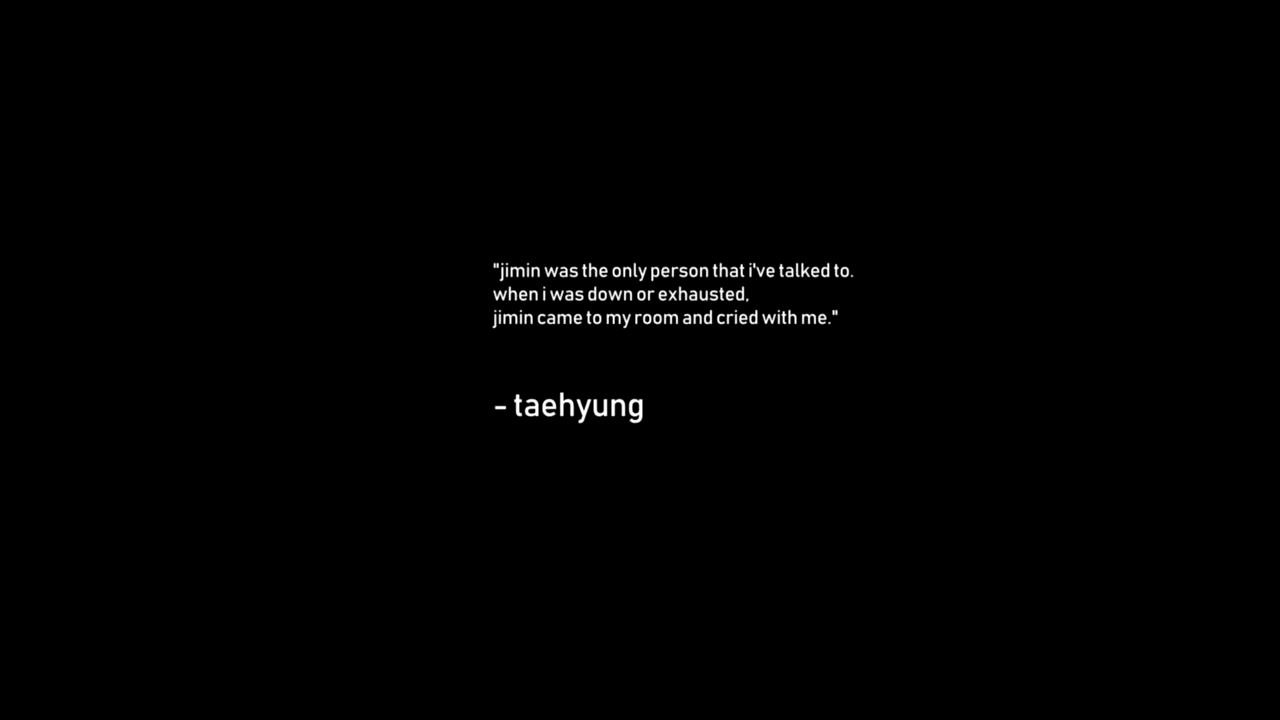 "jimin was the only person that i've talked to.
when i was down or exhausted,
jimin came to my room and cried with me."
- taehyung